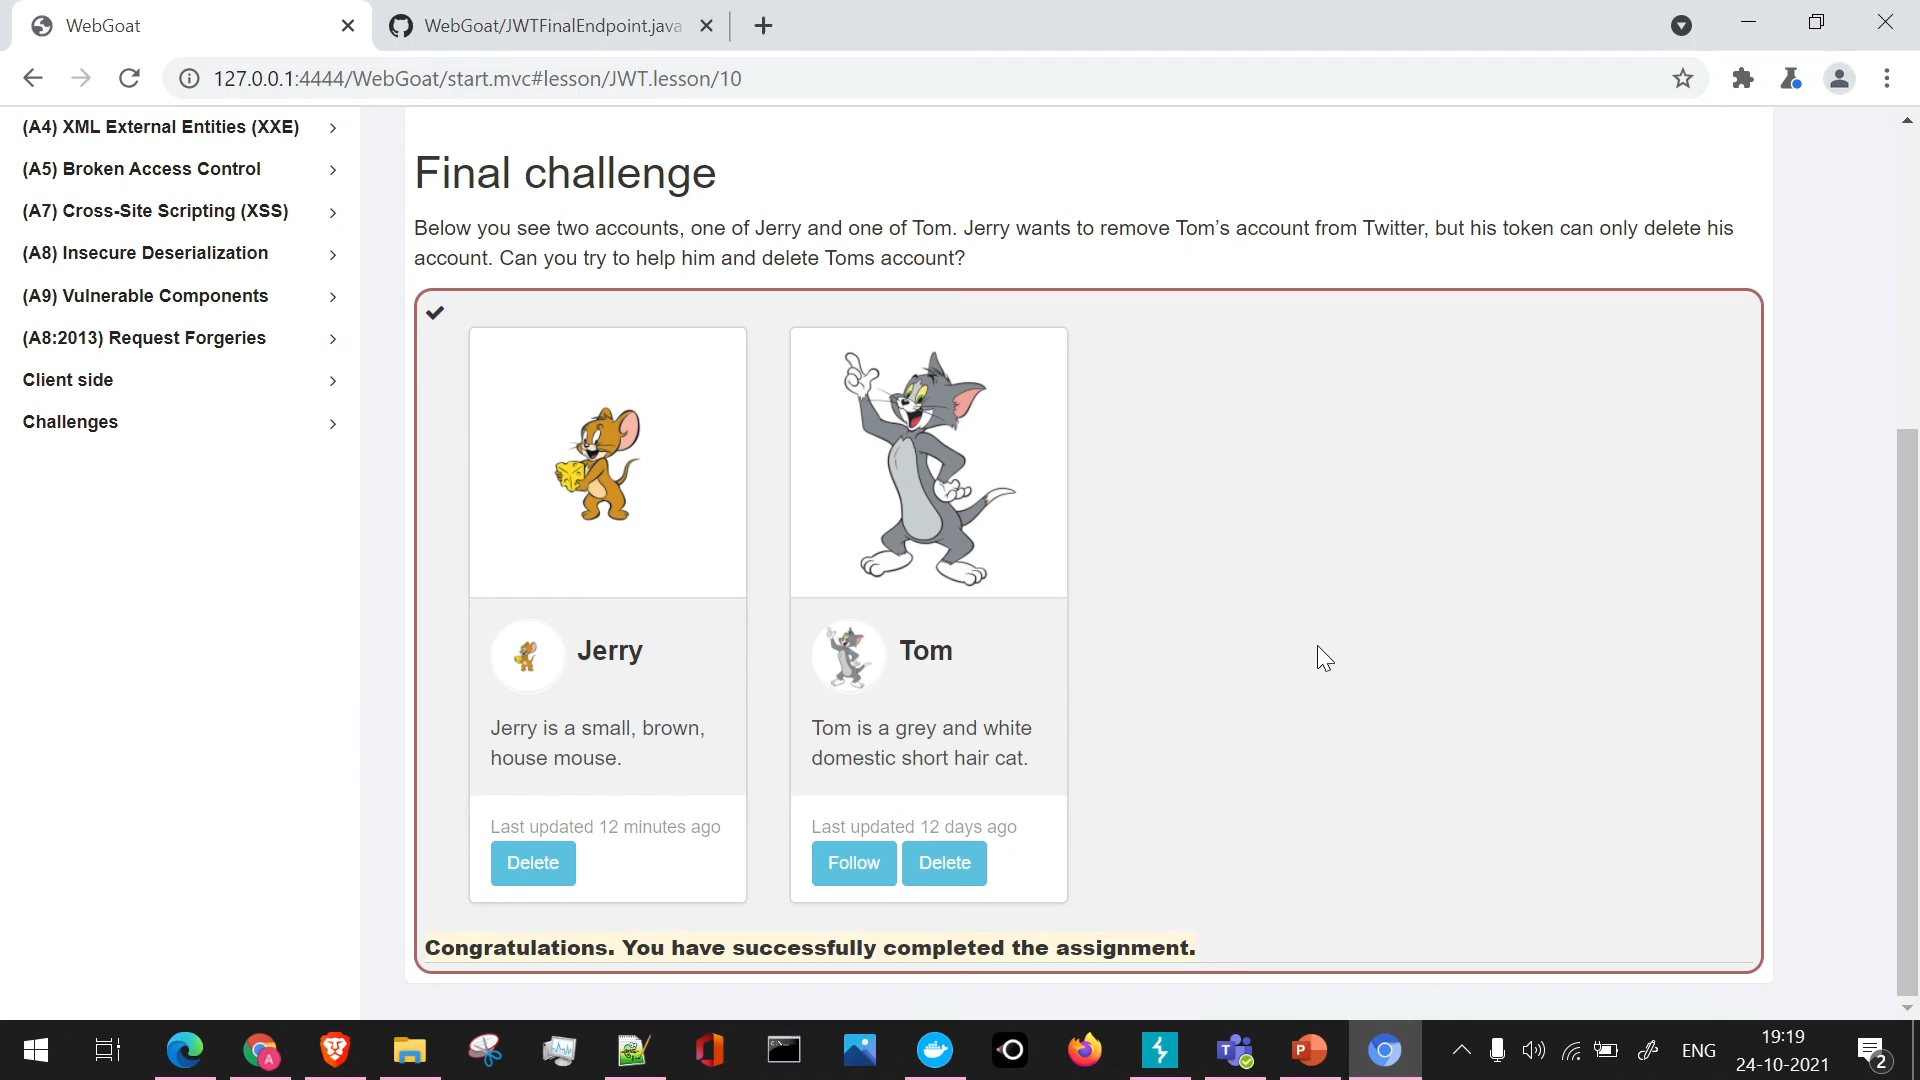 WebGoat
WebGoat/JWTFinalEndpoint.java
127.0.0.1:4444/WebGoat/start.mvc#lesson/JWT.lesson/10
(A4) XML External Entities (XXE)
(A5) Broken Access Control
(A7) Cross-Site Scripting (XSS)
(A8) Insecure Deserialization
(A9) Vulnerable Components
(A8:2013) Request Forgeries
Client side
Challenges
Final challenge
Below you see two accounts, one of Jerry and one of Tom. Jerry wants to remove Tom’s account from Twitter, but his token can only delete his
account. Can you try to help him and delete Toms account?
Jerry
Jerry is a small, brown,
house mouse.
Last updated 12 minutes ago
Delete
Tom
Tom is a grey and white
domestic short hair cat.
Last updated 12 days ago
Follow Delete
Congratulations. You have successfully completed the assignment.
A
T
P
ENG
19:19
24-10-2021
2